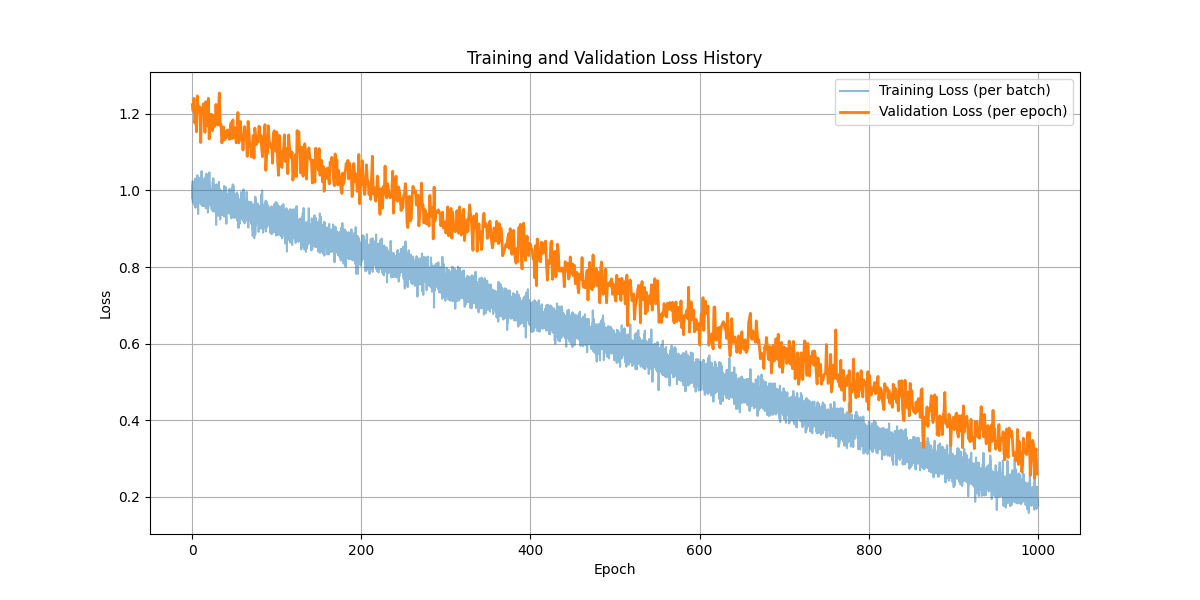 Training and Validation Loss History
Training Loss (per batch)
Validation Loss (per epoch)
Loss
1.2
1.0
0.8
0.6
0.4
0.2
0 200 400 600 800 1000
Epoch